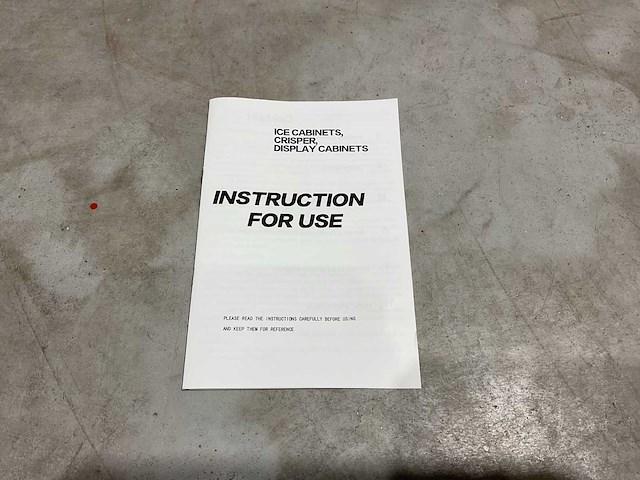 ICE CABINETS,
CRISPER,
DISPLAY CABINETS
INSTRUCTION
FOR USE
PLEASE READ THE INSTRUCTIONS CAREFULLY BEFORE USING
AND KEEP THEM FOR REFERENCE